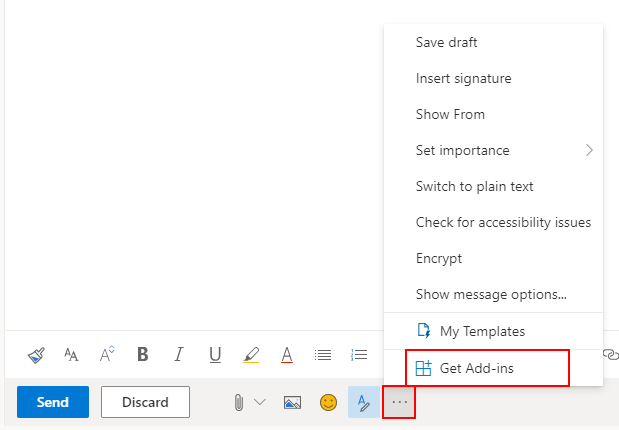 Save draft
Insert signature
Show From
Set importance
Switch to plain text
Check for accessibility issues
Encrypt
Show message options...
My Templates
Get Add-ins
B I U A
Send Discard ...